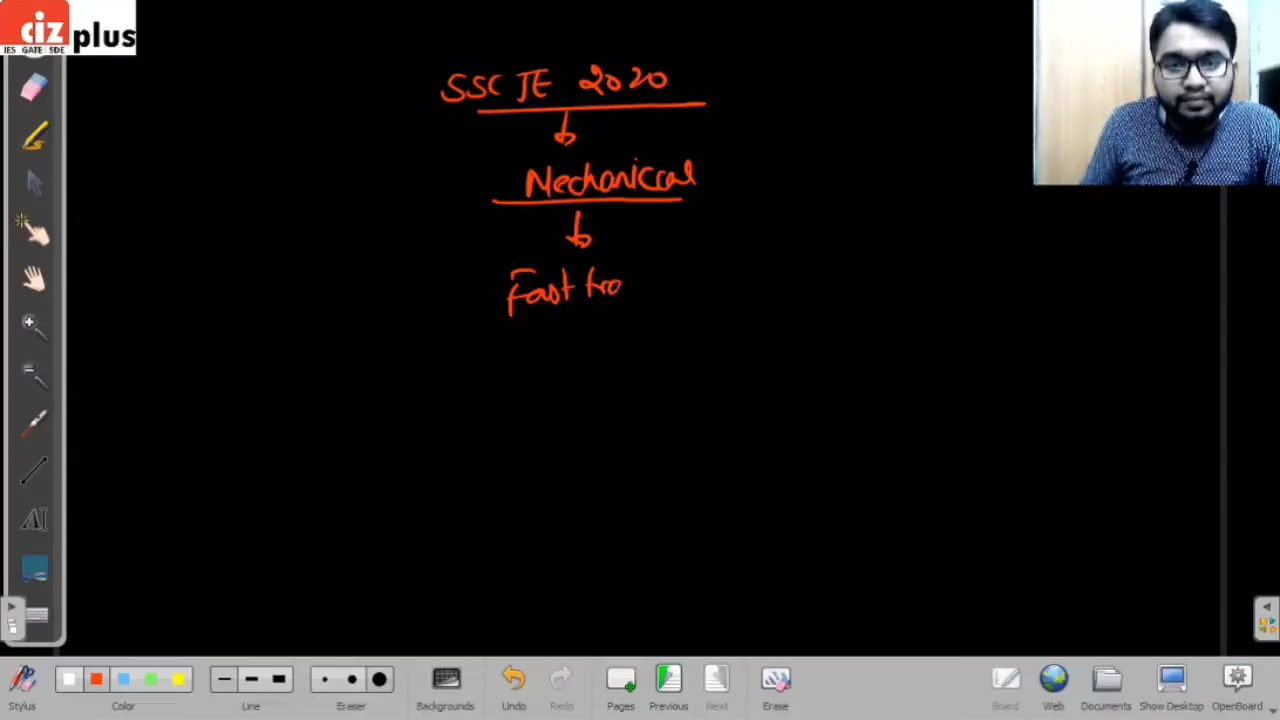 ciz plus
IES GATE SDE
SSC JE 2020
Mechanical
Fast tra
Stylus
Color
Line
Eraser
Backgrounds
Undo
Redo
Pages
Previous
Next
Erase
Board
Web
Documents
Show Desktop
OpenBoard